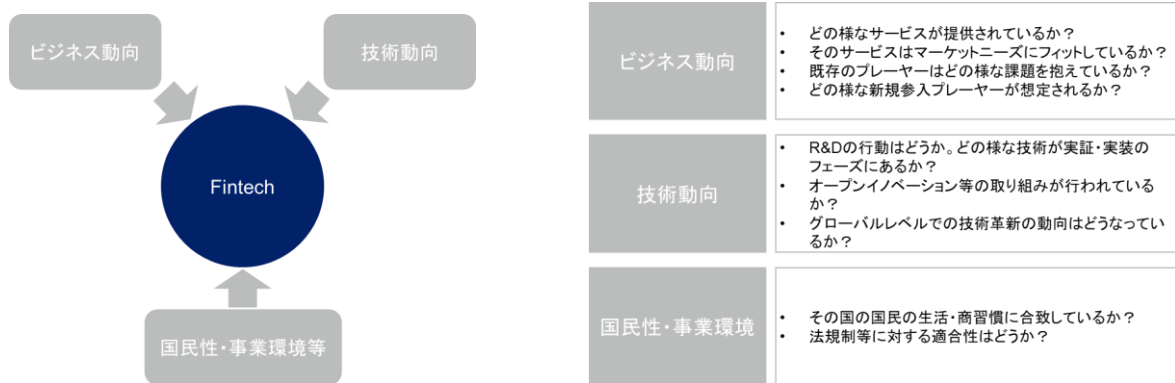 ビジネス動向
技術動向
Fintech
国民性・事業環境等
ビジネス動向
• どの様なサービスが提供されているか？
• そのサービスはマーケットニーズにフィットしているか？
• 既存のプレーヤーはどの様な課題を抱えているか？
• どの様な新規参入プレーヤーが想定されるか？
技術動向
• R&Dの行動はどうか。どの様な技術が実証・実装の
フェーズにあるか？
• オープンイノベーション等の取り組みが行われている
か？
• グローバルレベルでの技術革新の動向はどうなってい
るか？
国民性・事業環境
• その国の国民の生活・商習慣に合致しているか？
• 法規制等に対する適合性はどうか？